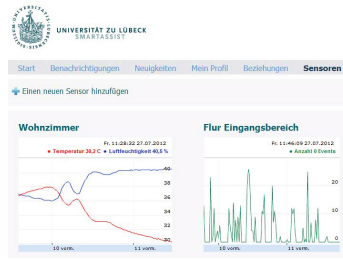 UNIVERSITÄT ZU LÜBECK
SMARTASSIST
Start Benachrichtigungen Neuigkeiten Mein Profil Beziehungen Sensoren
Einen neuen Sensor hinzufügen
Wohnzimmer
Fr. 11:28:32 27.07.2012
Temperatur 30,2 C Luftfeuchtigkeit 40,5 %
40
38
36
34
32
30
10 vorm. 11 vorm.
Flur Eingangsbereich
Fr. 11:46:09 27.07.2012
Anzahl 0 Events
20
10
0
10 vorm. 11 vorm.